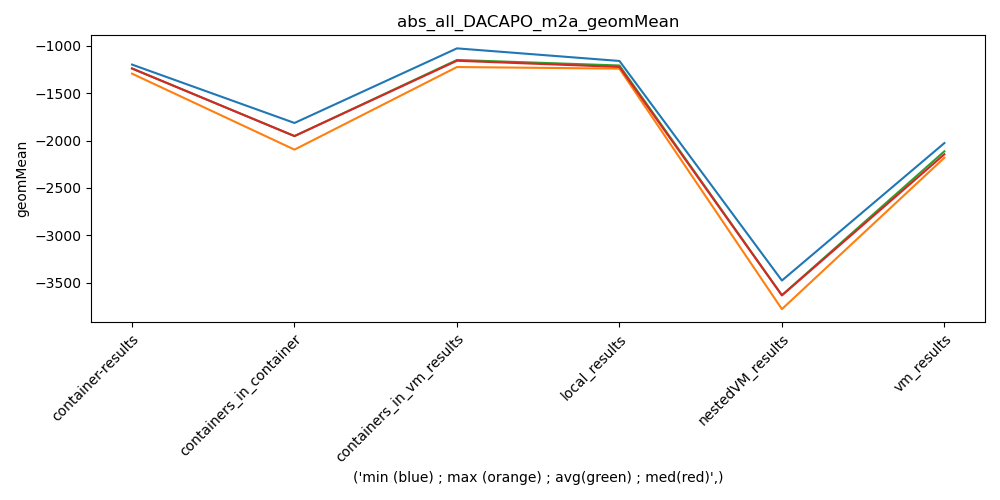 abs_all_DACAPO_m2a_geomMean
geomMean
−1000
−1500
−2000
−2500
−3000
−3500
container-results
containers_in_container
containers_in_vm_results
local_results
nestedVM_results
vm_results
('min (blue) ; max (orange) ; avg(green) ; med(red)',)